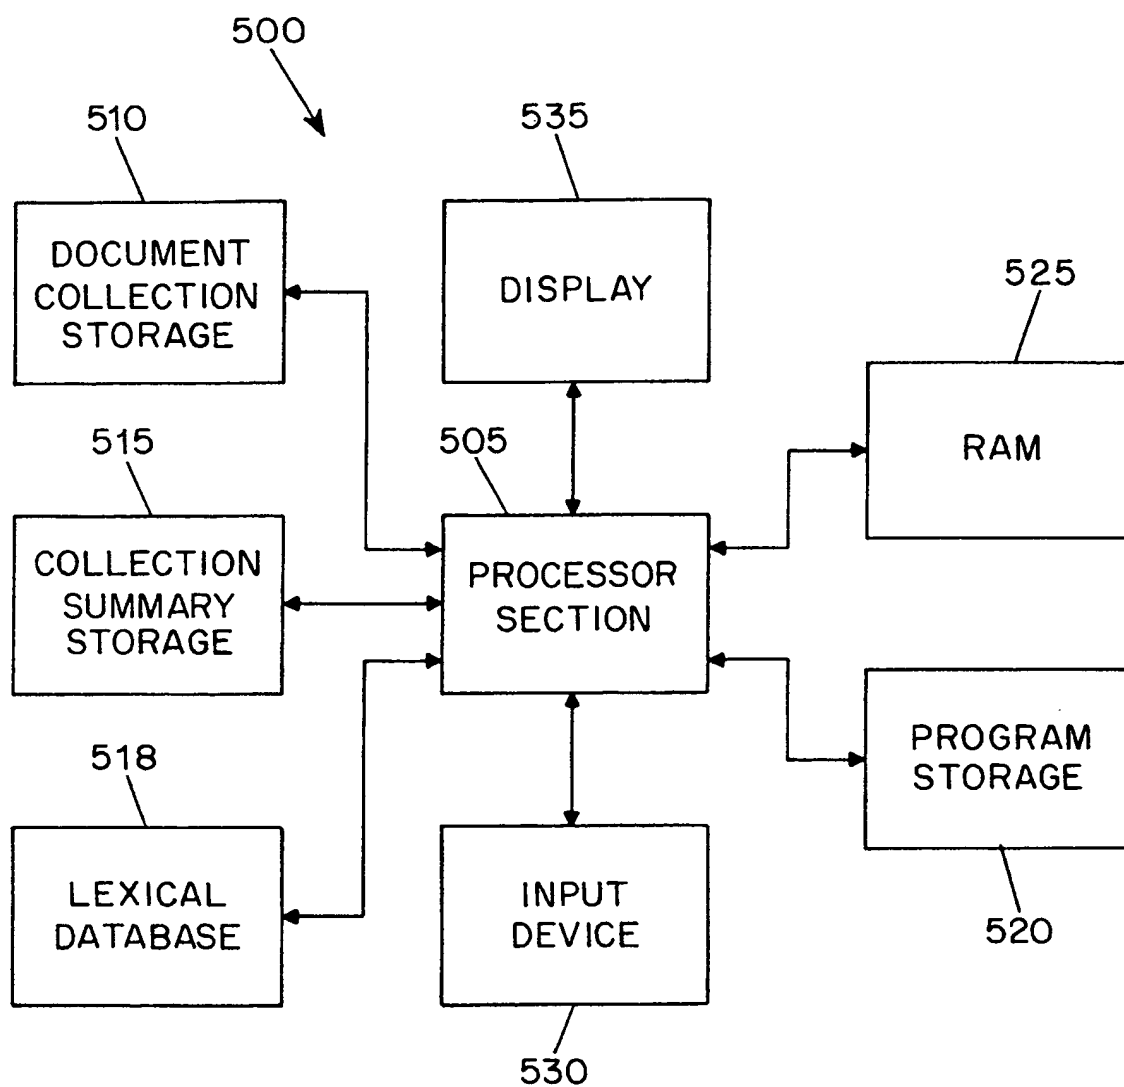 500
510
535
DOCUMENT
COLLECTION
STORAGE
DISPLAY
525
RAM
515
505
COLLECTION
SUMMARY
STORAGE
PROCESSOR
SECTION
518
PROGRAM
STORAGE
LEXICAL
DATABASE
INPUT
DEVICE
520
530